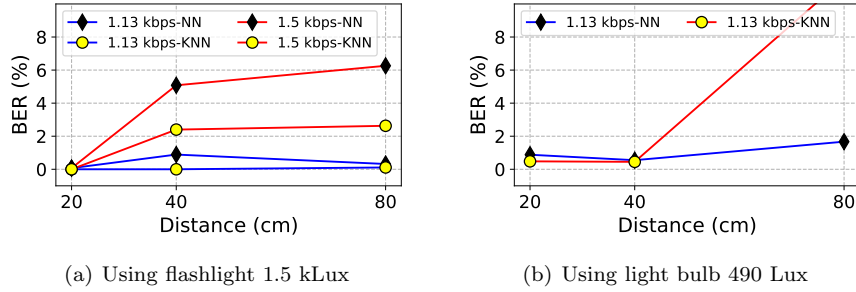 1.13 kbps-NN 1.5 kbps-NN
1.13 kbps-KNN 1.5 kbps-KNN
BER (%)
8
6
4
2
0
20 40 80
Distance (cm)
(a) Using flashlight 1.5 kLux
1.13 kbps-NN 1.13 kbps-KNN
BER (%)
8
6
4
2
0
20 40 80
Distance (cm)
(b) Using light bulb 490 Lux